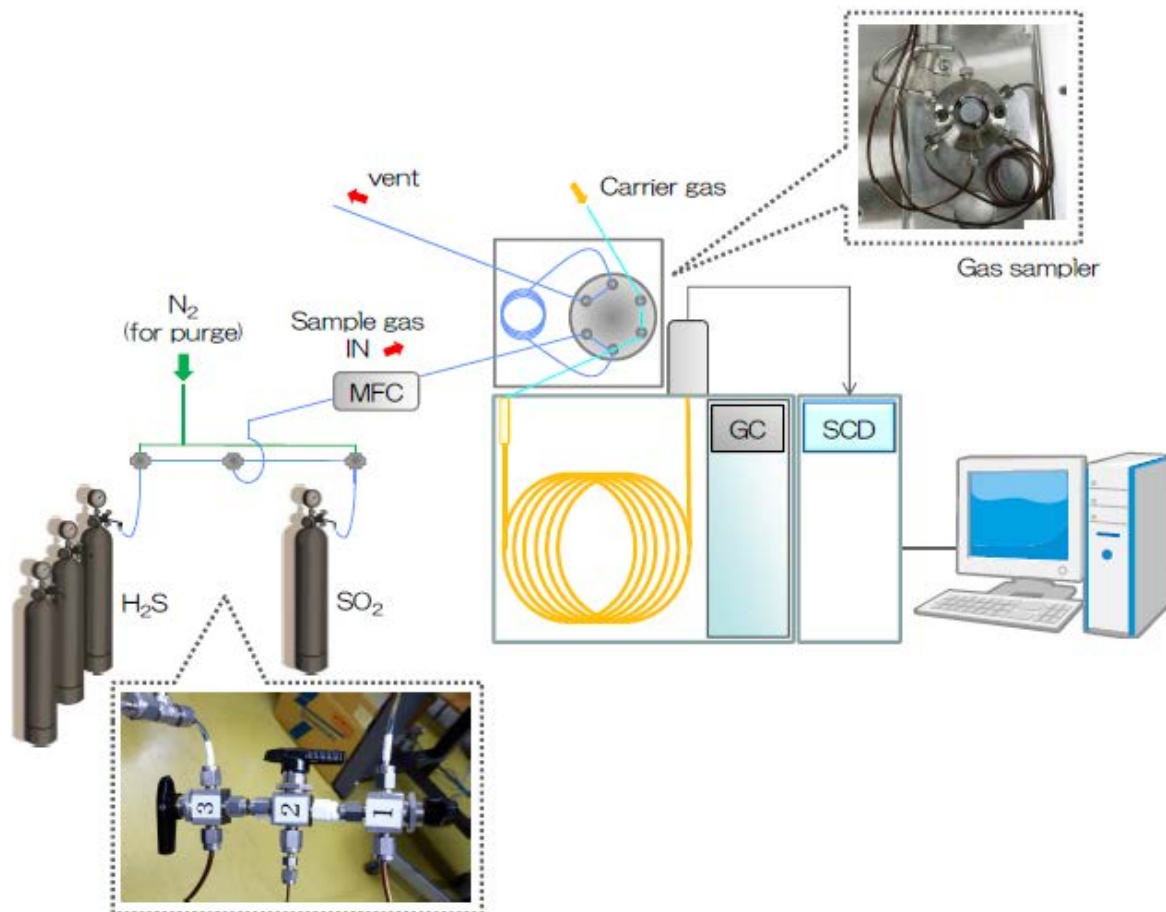 vent
Carrier gas
Gas sampler
N₂
(for purge)
Sample gas
IN
MFC
GC
SCD
H₂S
SO₂
3
2
1